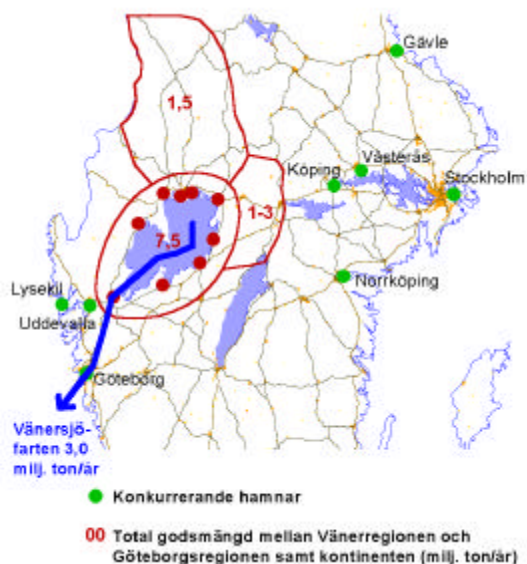 Gävle
1,5
Västerås
Köping
Stockholm
1-3
7,5
Lysekil
Norrköping
Uddevalla
Göteborg
Vänersjö-
farten 3,0
milj. ton/år
Konkurrerande hamnar
00 Total godsmängd mellan Vänerregionen och
Göteborgsregionen samt kontinenten (milj. ton/år)